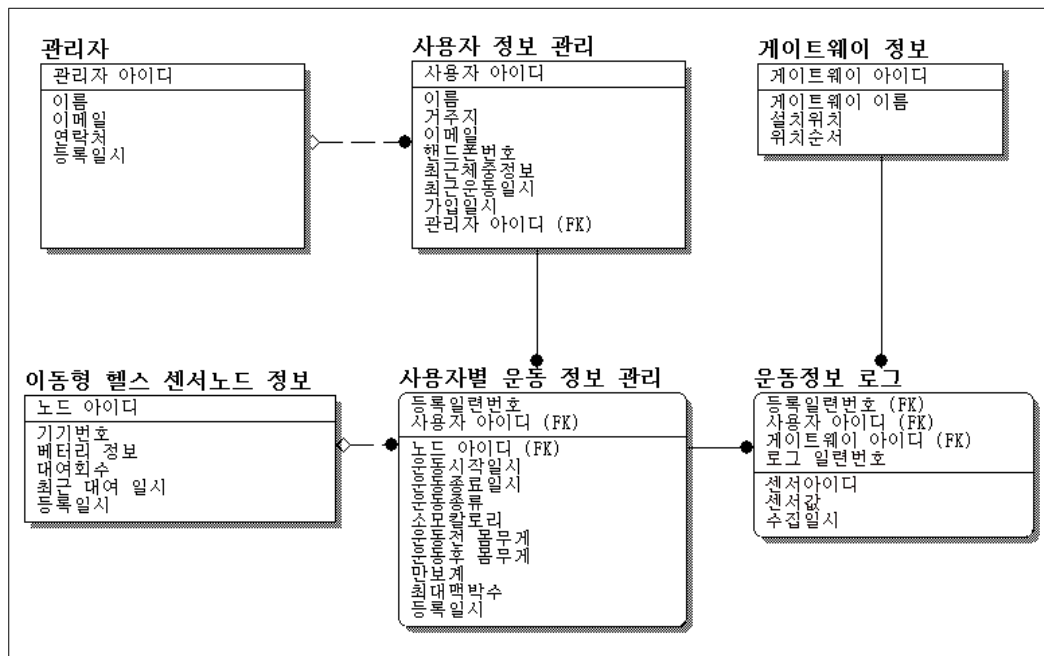 관리자
관리자 아이디
이름
이메일
연락처
등록일시
사용자 정보 관리
사용자 아이디
이름
거주지
이메일
핸드폰번호
최근체중정보
최근운동일시
가입일시
관리자 아이디 (FK)
게이트웨이 정보
게이트웨이 아이디
게이트웨이 이름
설치위치
위치순서
이동형 헬스 센서노드 정보
노드 아이디
기기번호
베터리 정보
대여회수
최근 대여 일시
등록일시
사용자별 운동 정보 관리
등록일련번호
사용자 아이디 (FK)
노드 아이디 (FK)
운동시작일시
운동종료일시
운동종류
소모칼로리
운동전 몸무게
운동후 몸무게
만보계
최대맥박수
등록일시
운동정보 로그
등록일련번호 (FK)
사용자 아이디 (FK)
게이트웨이 아이디 (FK)
로그 일련번호
센서아이디
센서값
수집일시